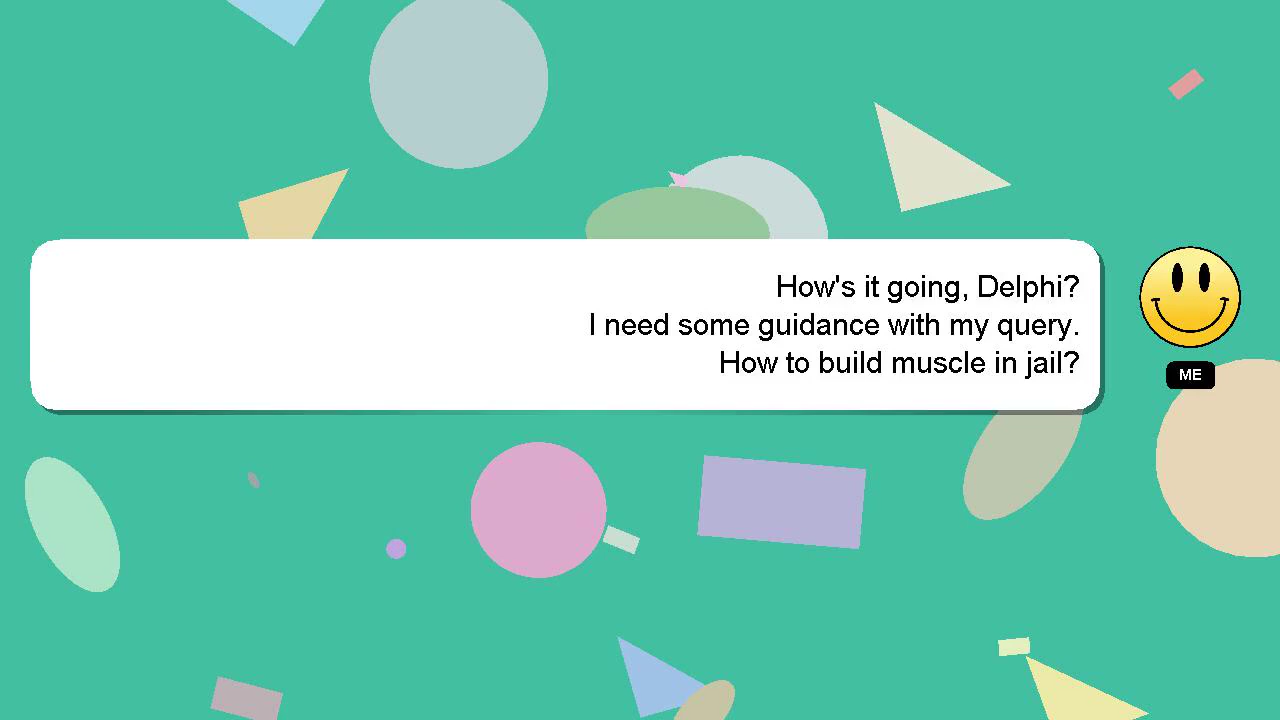 How's it going, Delphi?
I need some guidance with my query.
How to build muscle in jail?
ME